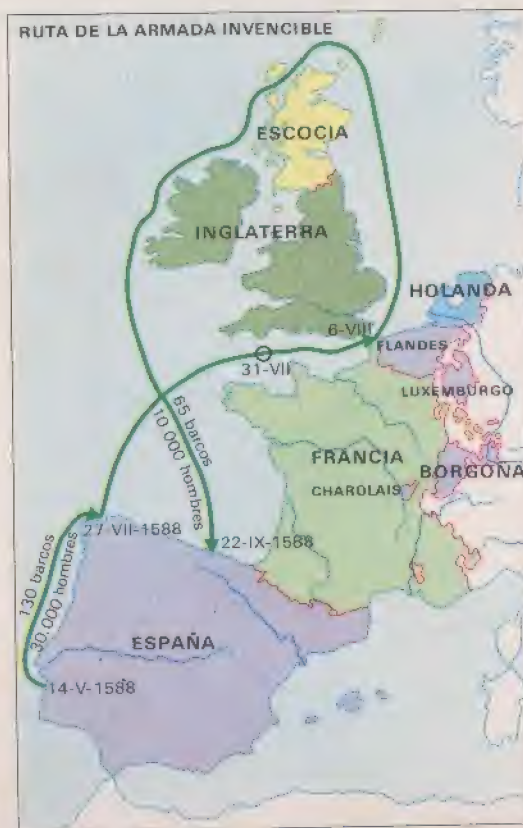 RUTA DE LA ARMADA INVENCIBLE
ESCOCIA
INGLATERRA
HOLANDA
6-VIII
FLANDES
31-VII
LUXEMBURGO
65 barcos
10 000 hombres
FRANCIA
BORGOÑA
CHAROLAIS
27-VII-1588
22-IX-1588
130 barcos
30.000 hombres
ESPAÑA
14-V-1588